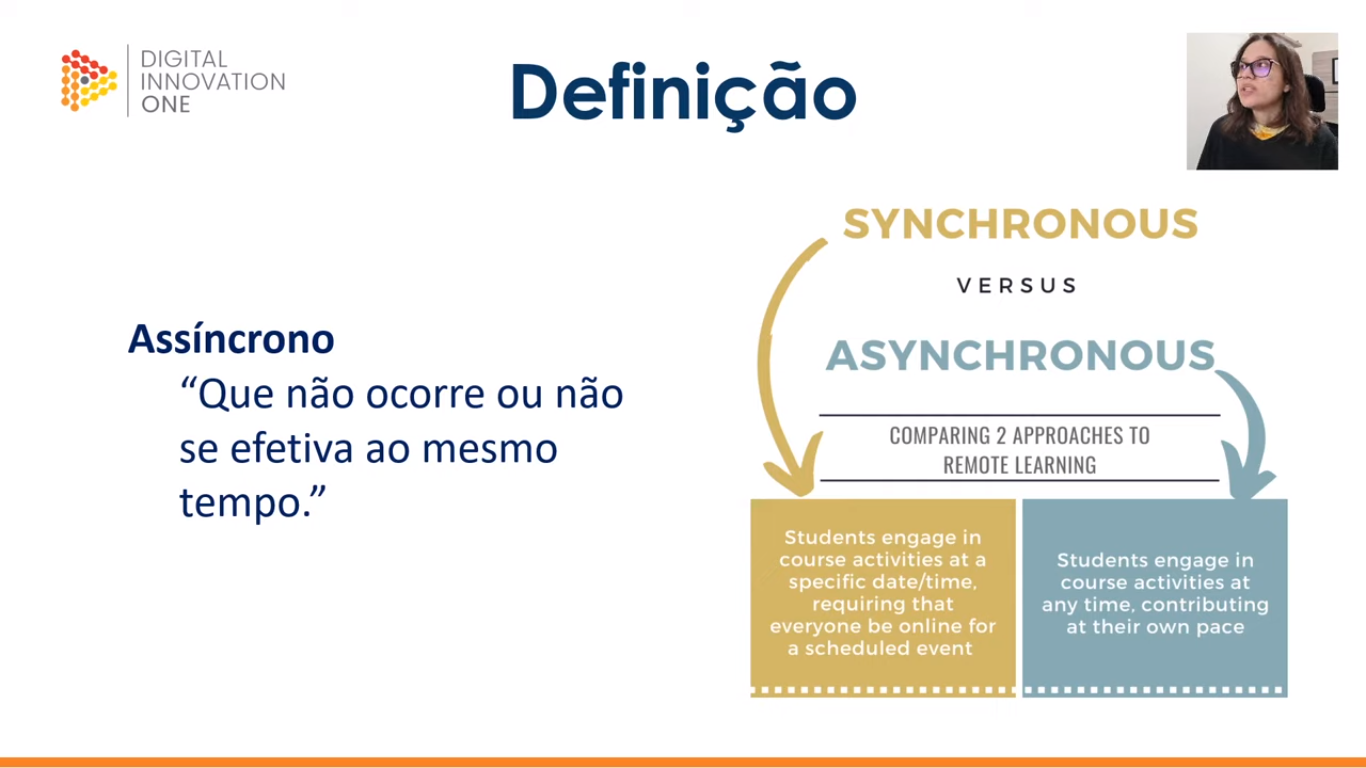 DIGITAL
INNOVATION
ONE
Definição
Assíncrono
“Que não ocorre ou não
se efetiva ao mesmo
tempo.”
SYNCHRONOUS
VERSUS
ASYNCHRONOUS
COMPARING 2 APPROACHES TO
REMOTE LEARNING
Students engage in
course activities at a
specific date/time,
requiring that
everyone be online for
a scheduled event
Students engage in
course activities at
any time, contributing
at their own pace